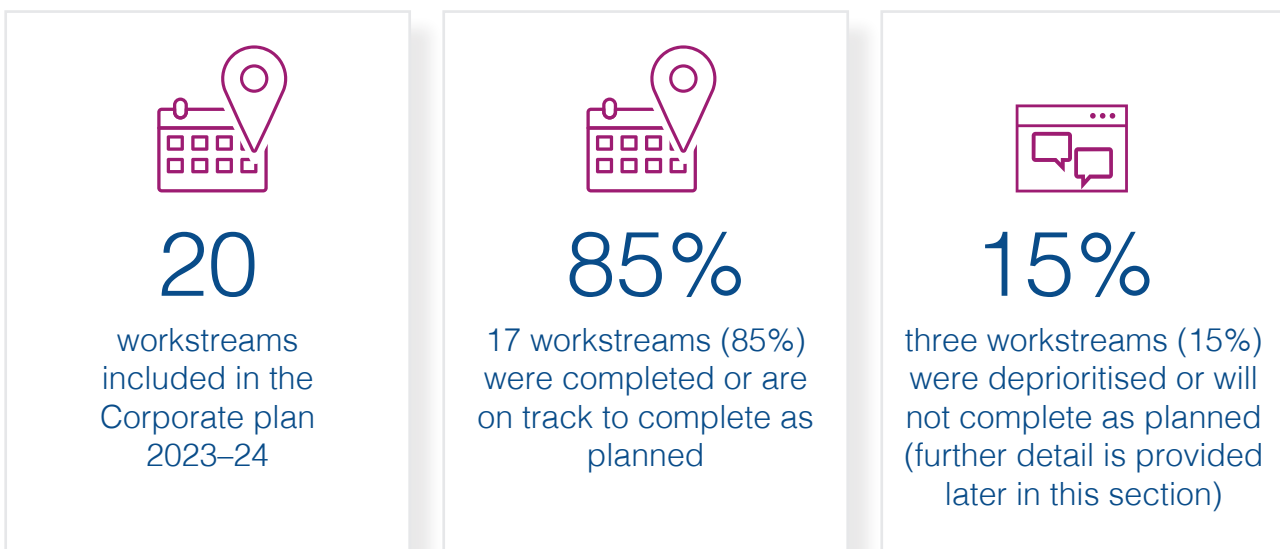 20
workstreams
included in the
Corporate plan
2023–24
85%
17 workstreams (85%)
were completed or are
on track to complete as
planned
15%
three workstreams (15%)
were deprioritised or will
not complete as planned
(further detail is provided
later in this section)